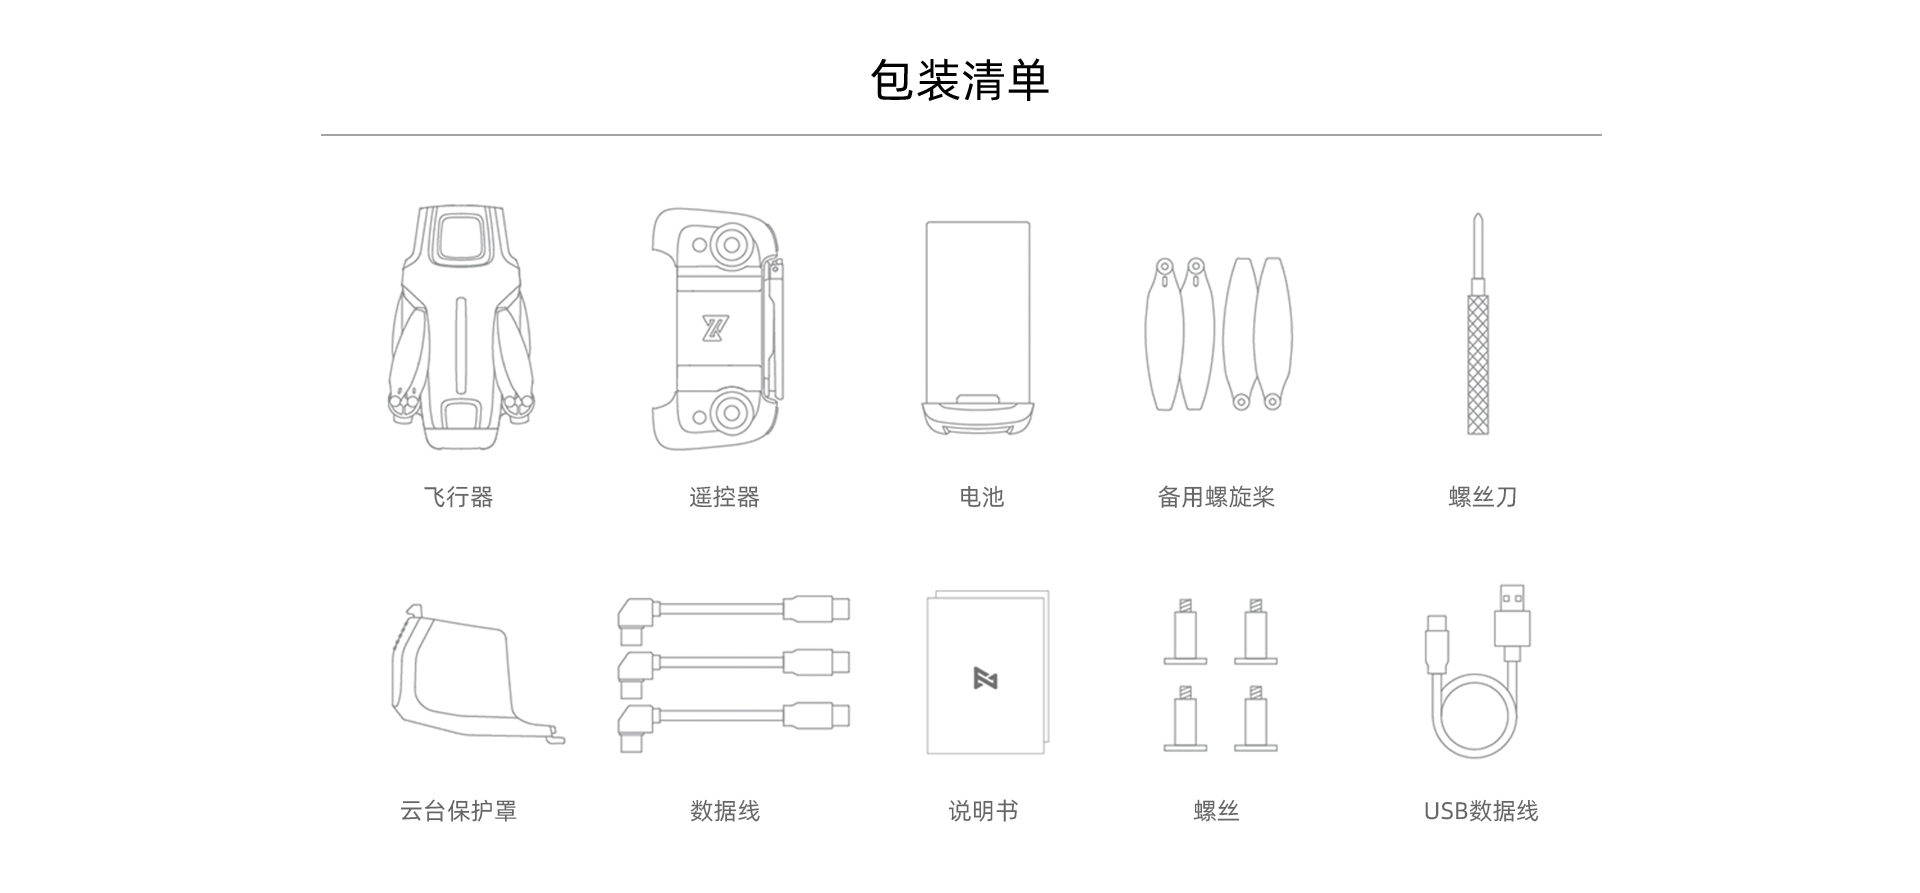 包装清单
飞行器
遥控器
电池
备用螺旋桨
螺丝刀
云台保护罩
数据线
说明书
螺丝
USB数据线